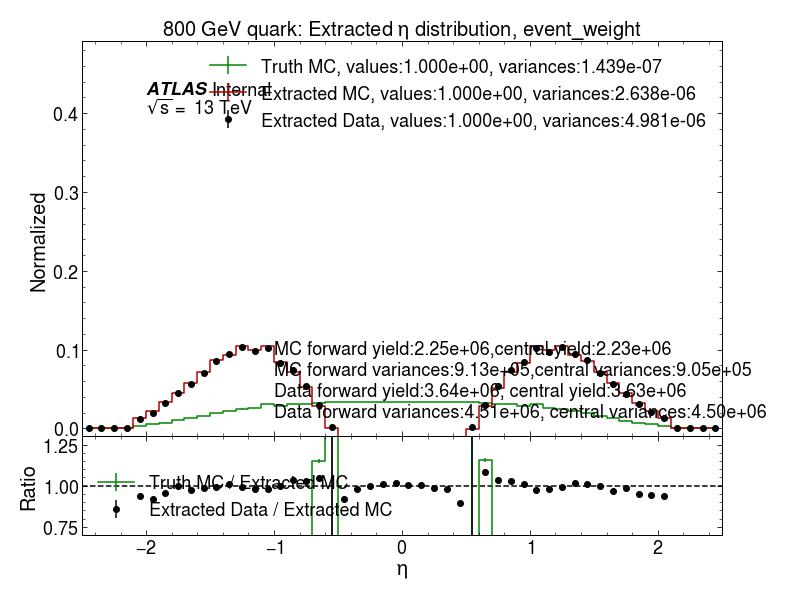 800 GeV quark: Extracted η distribution, event_weight
Truth MC, values:1.000e+00, variances:1.439e-07
ATLAS Internal
Extracted MC, values:1.000e+00, variances:2.638e-06
√s = 13 TeV
Extracted Data, values:1.000e+00, variances:4.981e-06
Normalized
0.4
0.3
0.2
0.1
0.0
MC forward yield:2.25e+06,central yield:2.23e+06
MC forward variances:9.13e+05,central variances:9.05e+05
Data forward yield:3.64e+06, central yield:3.63e+06
Data forward variances:4.51e+06, central variances:4.50e+06
Ratio
1.25
1.00
0.75
Truth MC / Extracted MC
Extracted Data / Extracted MC
−2 −1 0 1 2
η